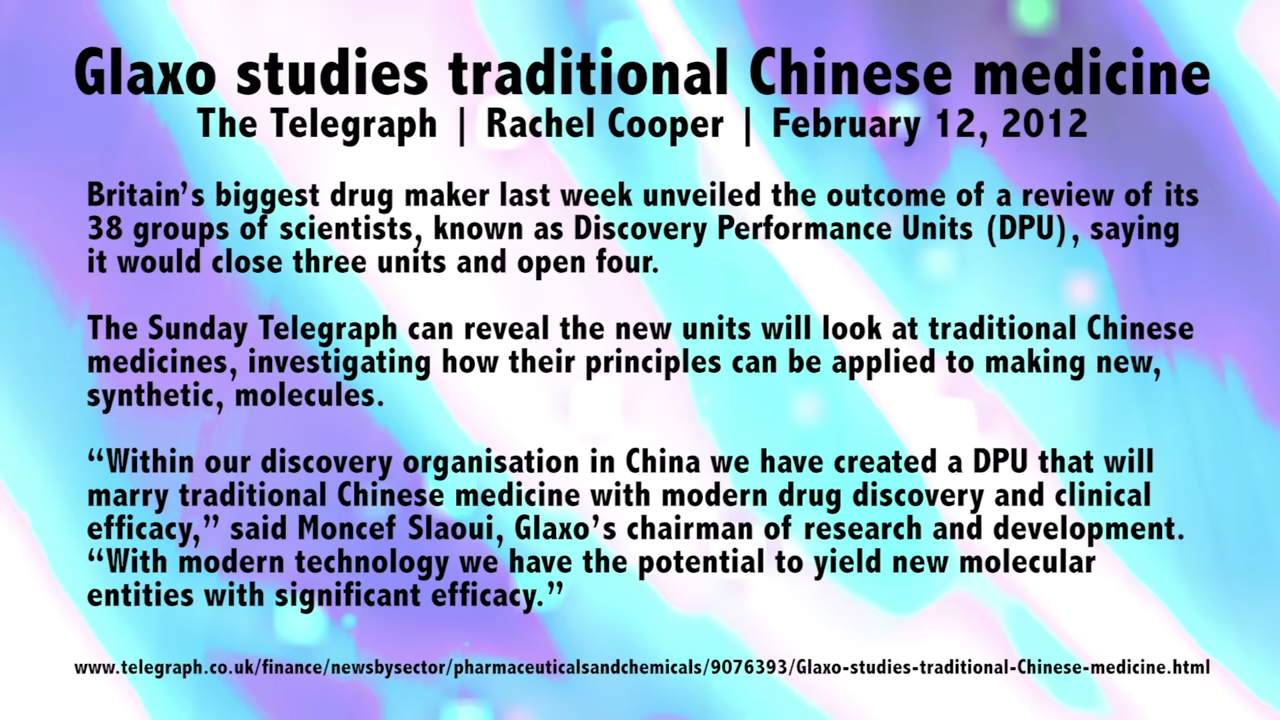 Glaxo studies traditional Chinese medicine
The Telegraph | Rachel Cooper | February 12, 2012
Britain’s biggest drug maker last week unveiled the outcome of a review of its
38 groups of scientists, known as Discovery Performance Units (DPU), saying
it would close three units and open four.
The Sunday Telegraph can reveal the new units will look at traditional Chinese
medicines, investigating how their principles can be applied to making new,
synthetic, molecules.
“Within our discovery organisation in China we have created a DPU that will
marry traditional Chinese medicine with modern drug discovery and clinical
efficacy,” said Moncef Slaoui, Glaxo’s chairman of research and development.
“With modern technology we have the potential to yield new molecular
entities with significant efficacy.”
www.telegraph.co.uk/finance/newsbysector/pharmaceuticalsandchemicals/9076393/Glaxo-studies-traditional-Chinese-medicine.html